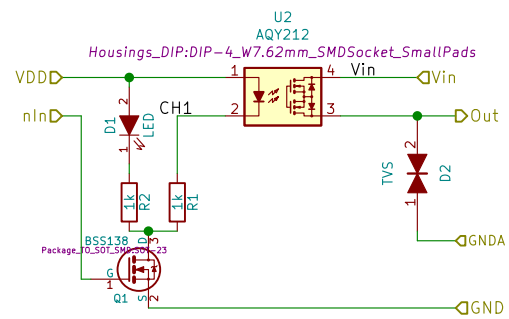 U2
AQY212
Housings_DIP:DIP-4_W7.62mm_SMDSocket_SmallPads
VDD 1 4 Vin Vin
nIn 2 CH1 2 3 Out
D1 LED
1
2 TVS D2
1
1k R2 1k R1
BSS138 D 3 GNDA
Package_TO_SOT_SMD:SOT-23
G
1
Q1 S 2 GND